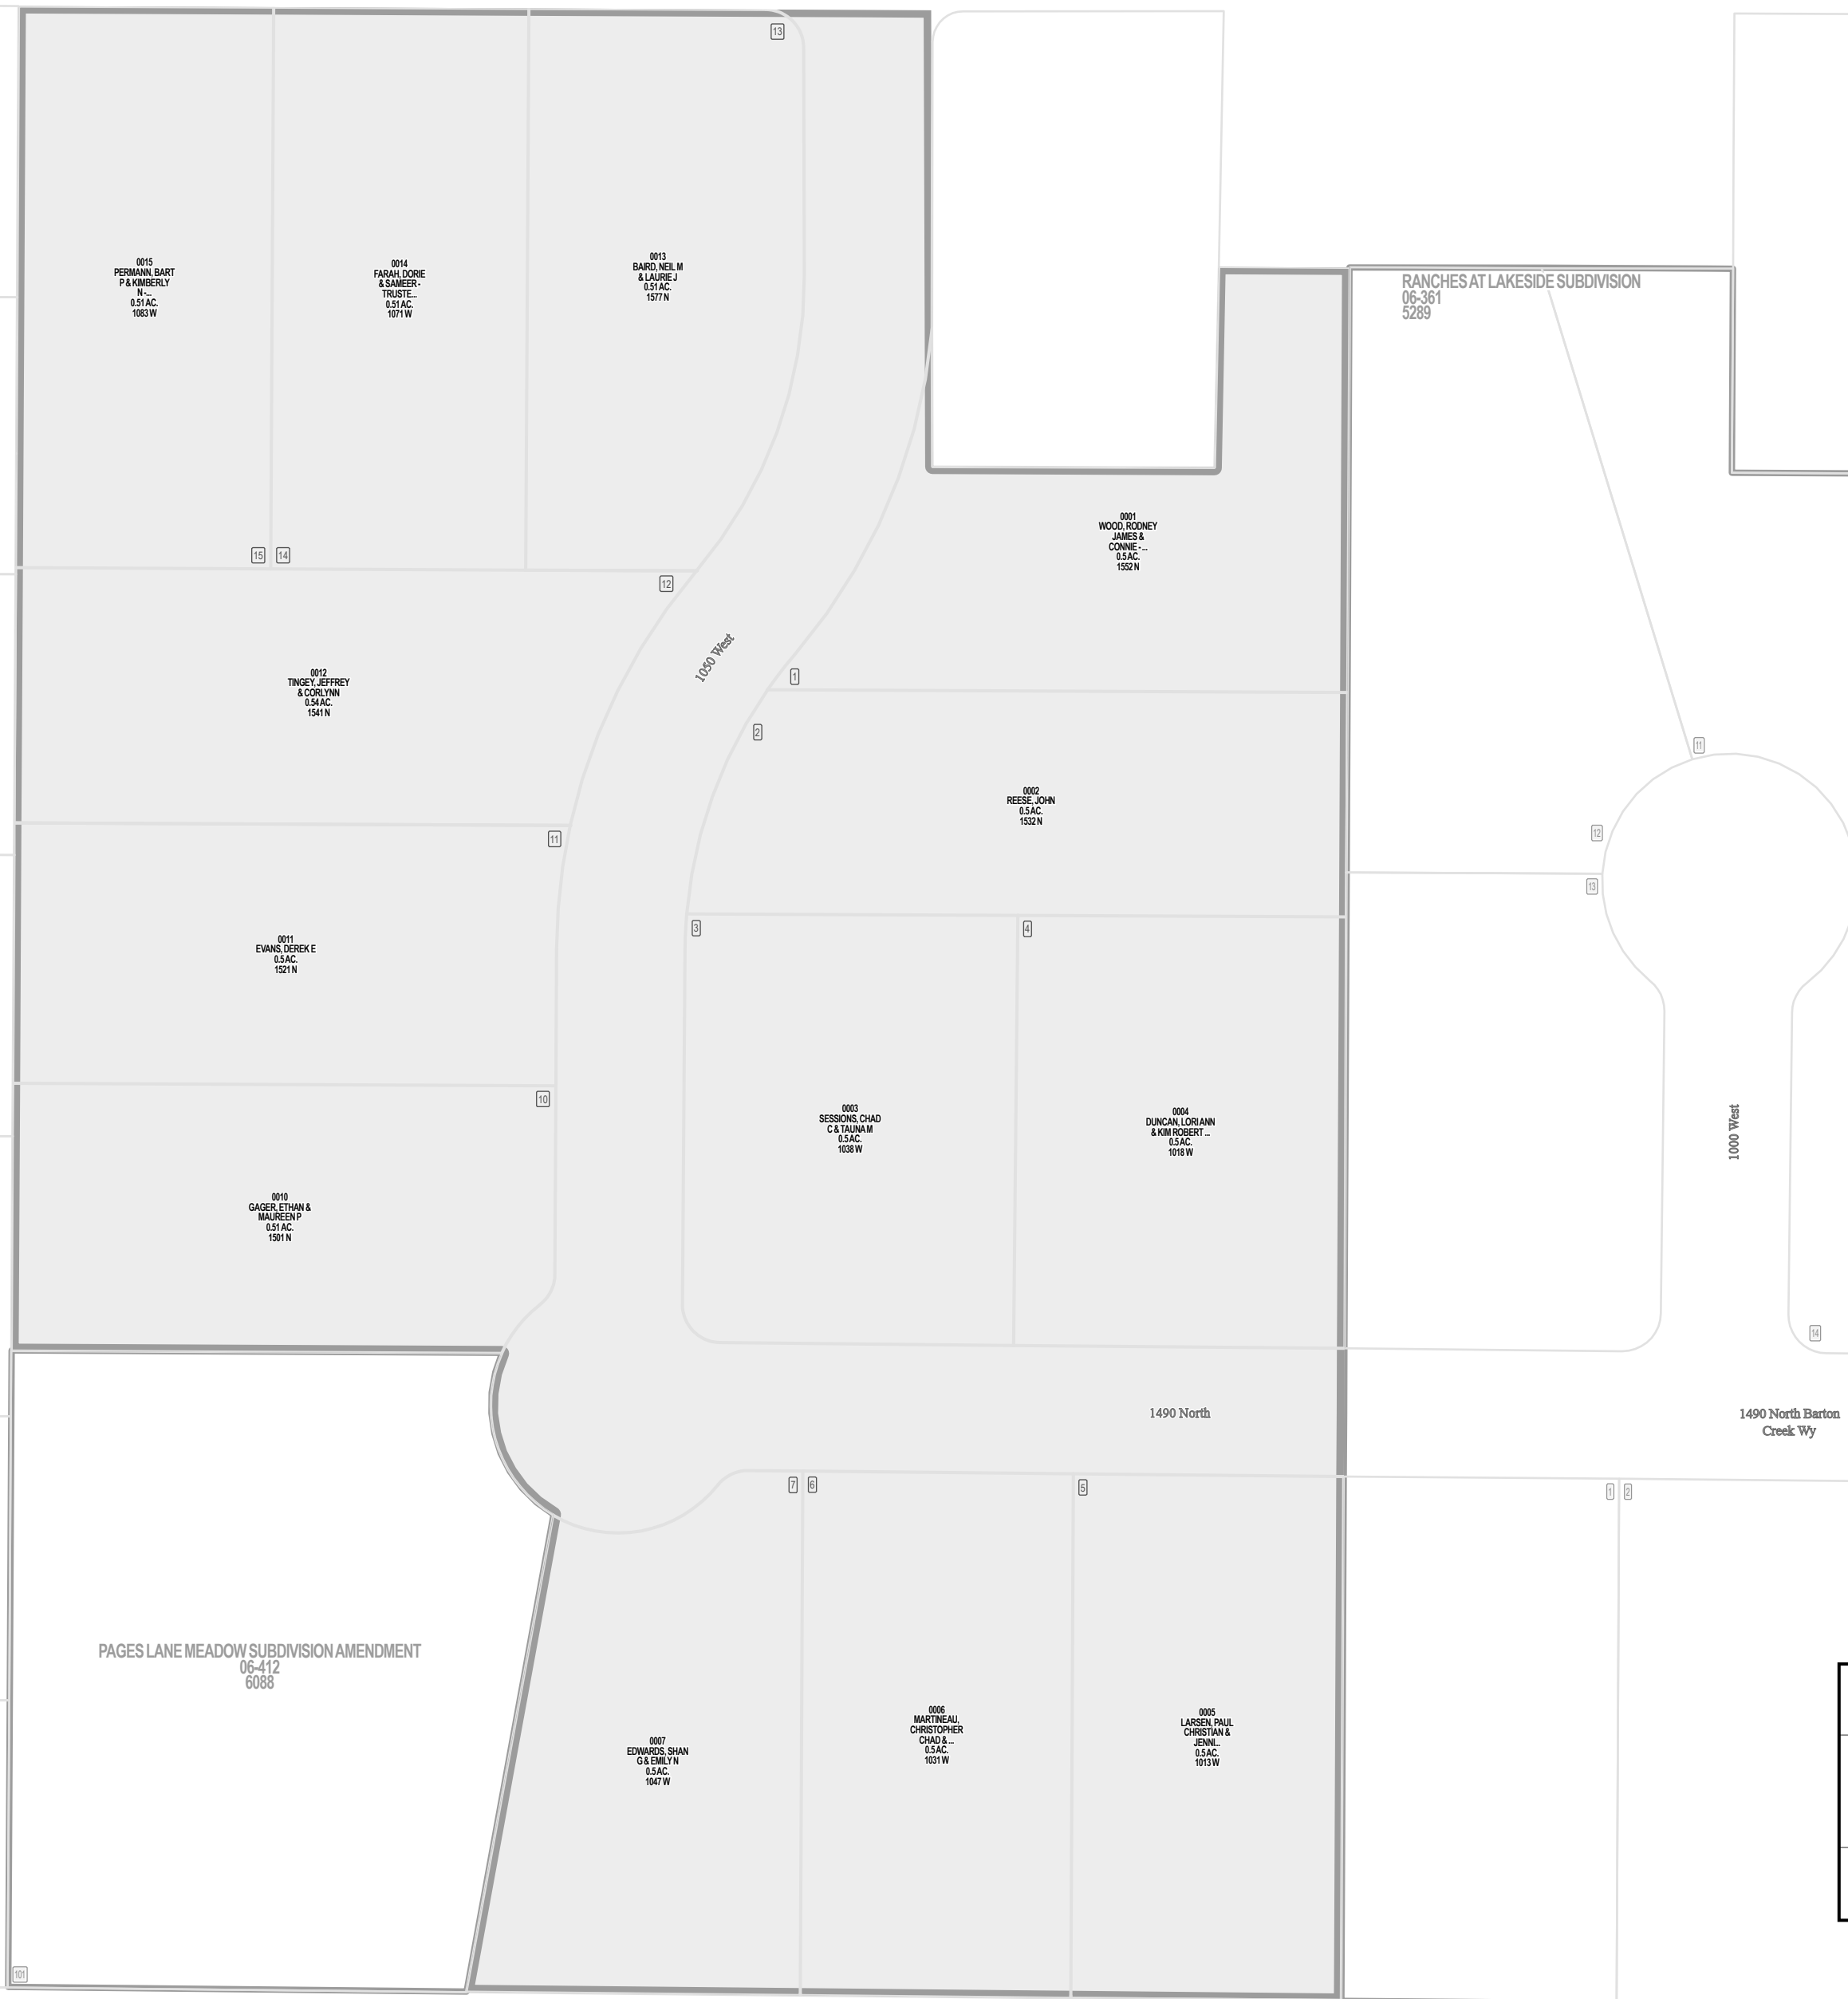 13
0015
PERMANN, BART
P & KIMBERLY
N -...
0.51 AC.
1083 W
0014
FARAH, DORIE
& SAMEER -
TRUSTE...
0.51 AC.
1071 W
0013
BAIRD, NEIL M
& LAURIE J
0.51 AC.
1577 N
RANCHES AT LAKESIDE SUBDIVISION
06-361
5289
0001
WOOD, RODNEY
JAMES &
CONNIE - ...
0.5 AC.
1552 N
15
14
12
1050 West
1
0012
TINGEY, JEFFREY
& CORLYNN
0.54 AC.
1541 N
2
11
0002
REESE, JOHN
0.5 AC.
1532 N
11
12
13
3
4
0011
EVANS, DEREK E
0.5 AC.
1521 N
10
0003
SESSIONS, CHAD
C & TAUNA M
0.5 AC.
1038 W
0004
DUNCAN, LORI ANN
& KIM ROBERT ...
0.5 AC.
1018 W
1000 West
0010
GAGER, ETHAN &
MAUREEN P
0.51 AC.
1501 N
14
1490 North
1490 North Barton
Creek Wy
7
6
5
1
2
PAGES LANE MEADOW SUBDIVISION AMENDMENT
06-412
6088
0007
EDWARDS, SHAN
G & EMILY N
0.5 AC.
1047 W
0006
MARTINEAU,
CHRISTOPHER
CHAD & ...
0.5 AC.
1031 W
0005
LARSEN, PAUL
CHRISTIAN &
JENNI...
0.5 AC.
1013 W
101